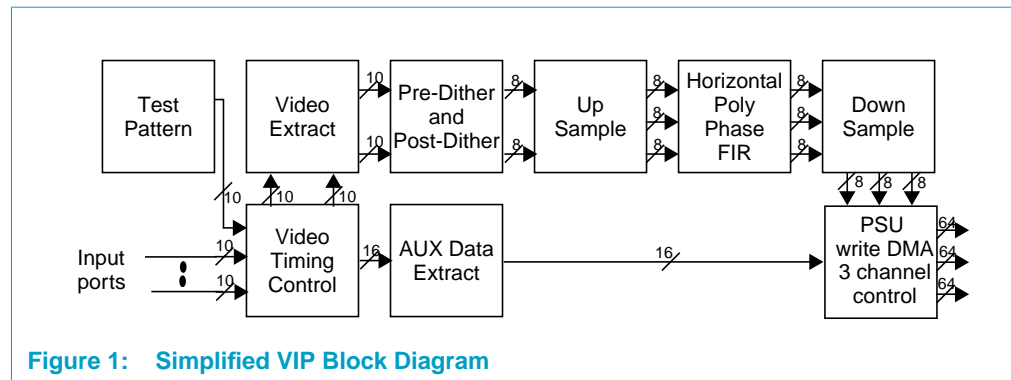 Test
Pattern
Video
Extract
10
10
Pre-Dither
and
Post-Dither
8
8
Up
Sample
8
8
8
Horizontal
Poly
Phase
FIR
8
8
8
Down
Sample
10
10
10
8
8
8
Input
ports
10
10
Video
Timing
Control
16
AUX Data
Extract
16
PSU
write DMA
3 channel
control
64
64
64
Figure 1: Simplified VIP Block Diagram